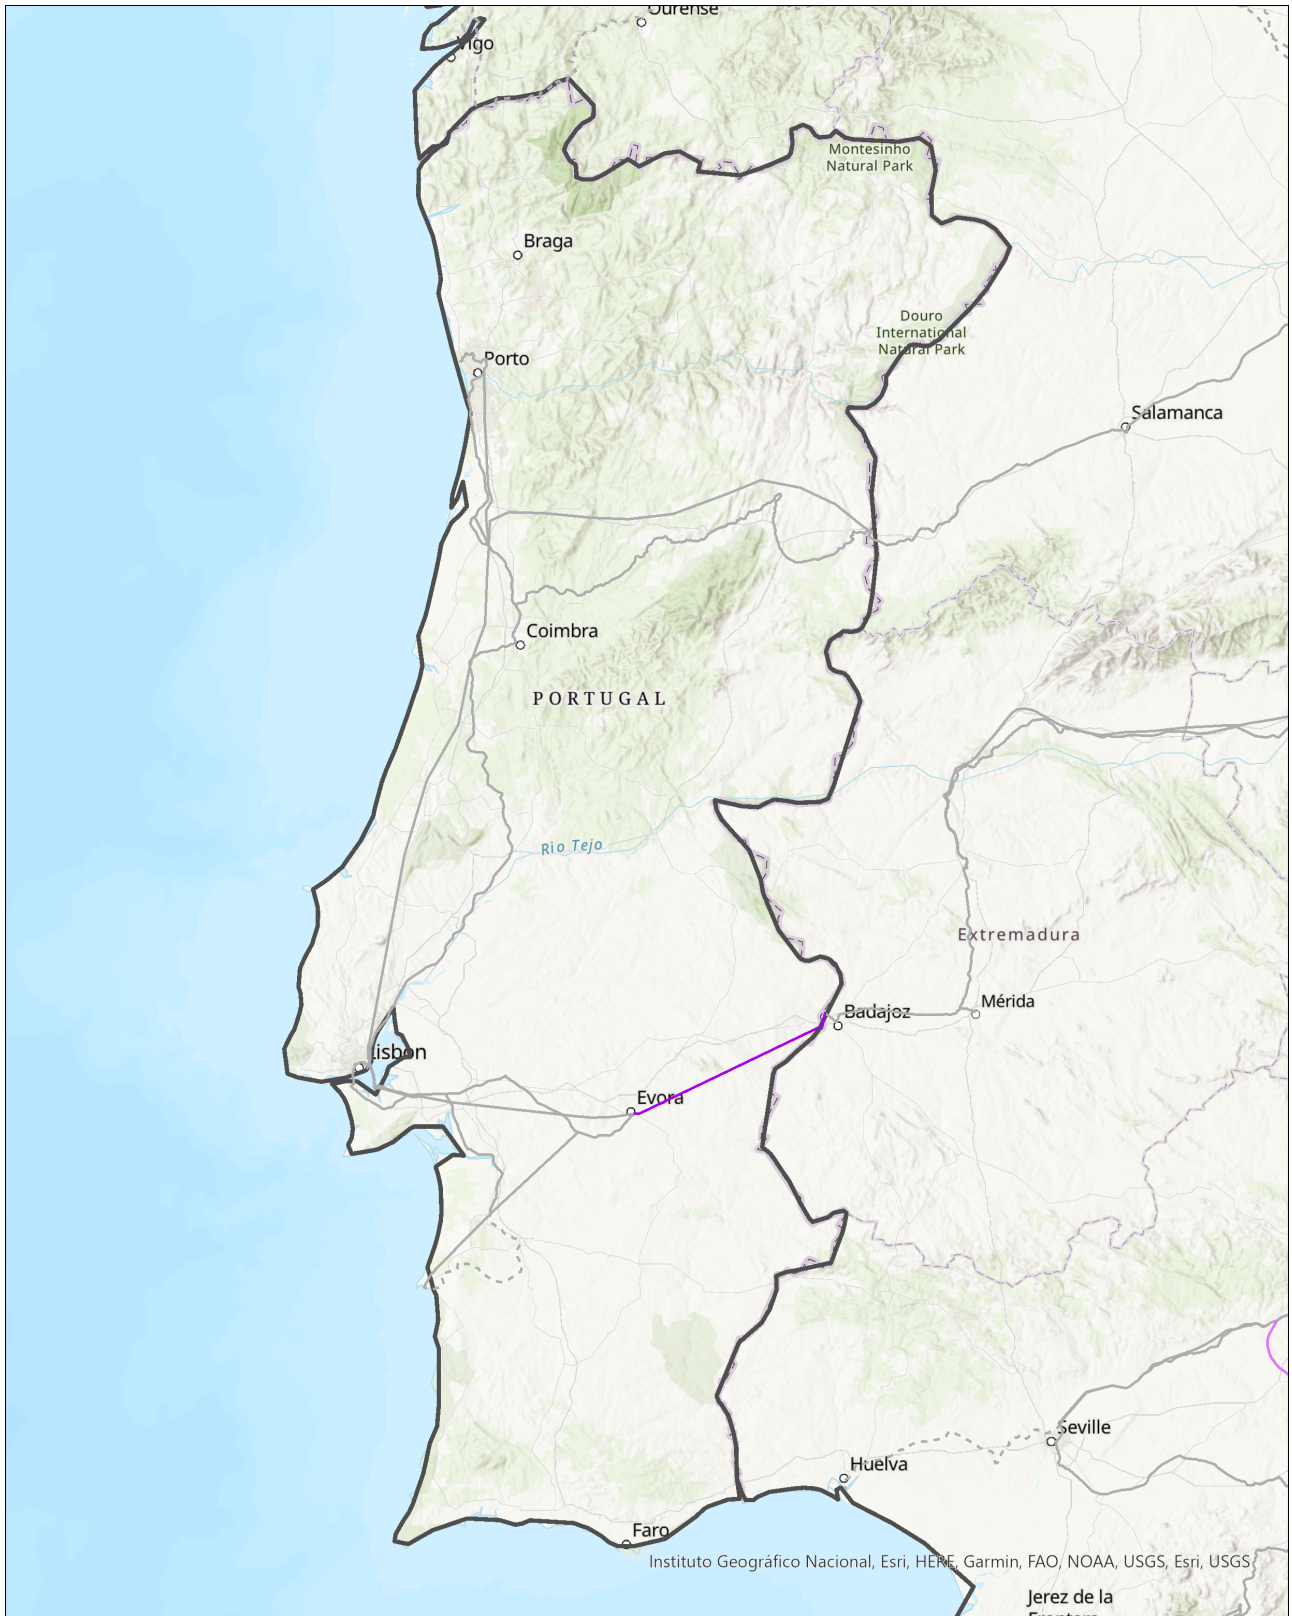 Ourense
Vigo
Montesinho
Natural Park
Braga
Douro
International
Natural Park
Porto
Salamanca
Coimbra
PORTUGAL
Rio Tejo
Extremadura
Mérida
Badajoz
Lisbon
Evora
Seville
Huelva
Faro
Instituto Geográfico Nacional, Esri, HERE, Garmin, FAO, NOAA, USGS, Esri, USGS
Jerez de la
Frontera